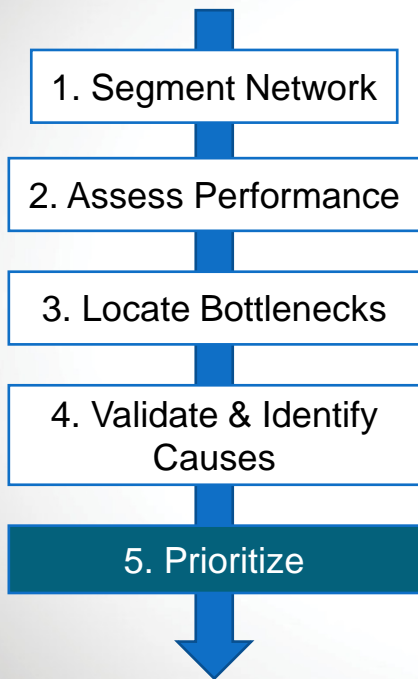 1. Segment Network
2. Assess Performance
3. Locate Bottlenecks
4. Validate & Identify
Causes
5. Prioritize